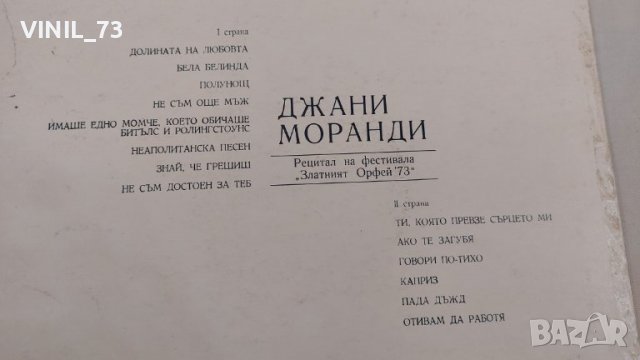 VINIL_73
I страна
ДОЛИНАТА НА ЛЮБОВТА
БЕЛА БЕЛИНДА
ПОЛУНОЩ
НЕ СЪМ ОЩЕ МЪЖ
ИМАШЕ ЕДНО МОМЧЕ, КОЕТО ОБИЧАШЕ
БИТЪЛС И РОЛИНГСТОУНС
НЕАПОЛИТАНСКА ПЕСЕН
ЗНАЙ, ЧЕ ГРЕШИШ
НЕ СЪМ ДОСТОЕН ЗА ТЕБ
ДЖАНИ
МОРАНДИ
Рецитал на фестивала
„Златният Орфей '73“
II страна
ТИ, КОЯТО ПРЕВЗЕ СЪРЦЕТО МИ
АКО ТЕ ЗАГУБЯ
ГОВОРИ ПО-ТИХО
КАПРИЗ
ПАДА ДЪЖД
ОТИВАМ ДА РАБОТЯ
BAZAR